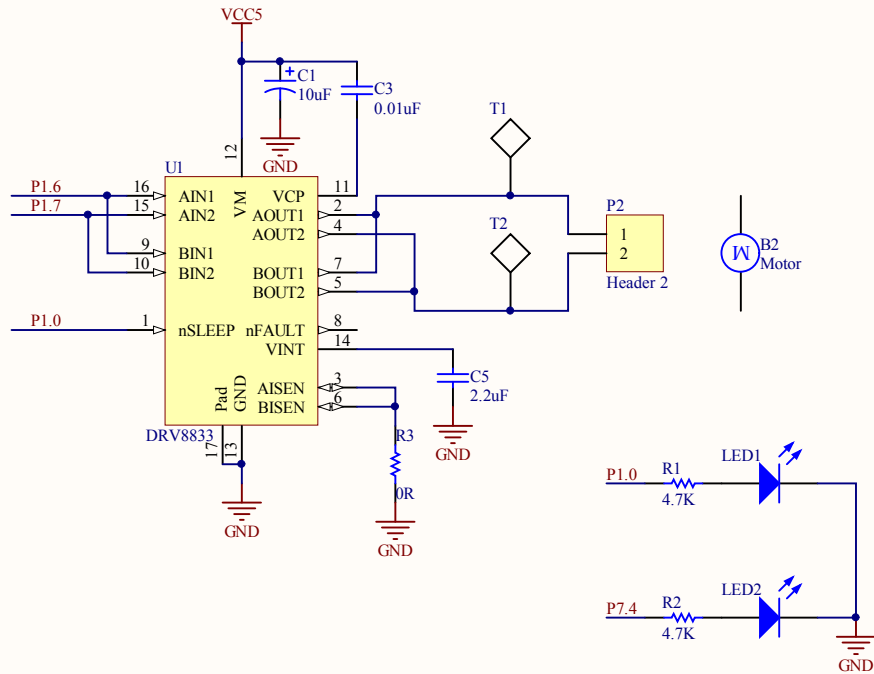 VCC5
C1
10uF
C3
0.01uF
GND
T1
U1
12
VM
P1.6
16
AIN1
VCP
11
P1.7
15
AIN2
AOUT1
2
AOUT2
4
P2
T2
1
B2
M
Motor
9
BIN1
2
10
BIN2
BOUT1
7
BOUT2
5
Header 2
P1.0
1
nSLEEP
nFAULT
8
VINT
14
C5
2.2uF
AISEN
3
BISEN
6
Pad
GND
DRV8833
17
13
R3
0R
GND
GND
GND
LED1
P1.0
R1
4.7K
LED2
P7.4
R2
4.7K
GND